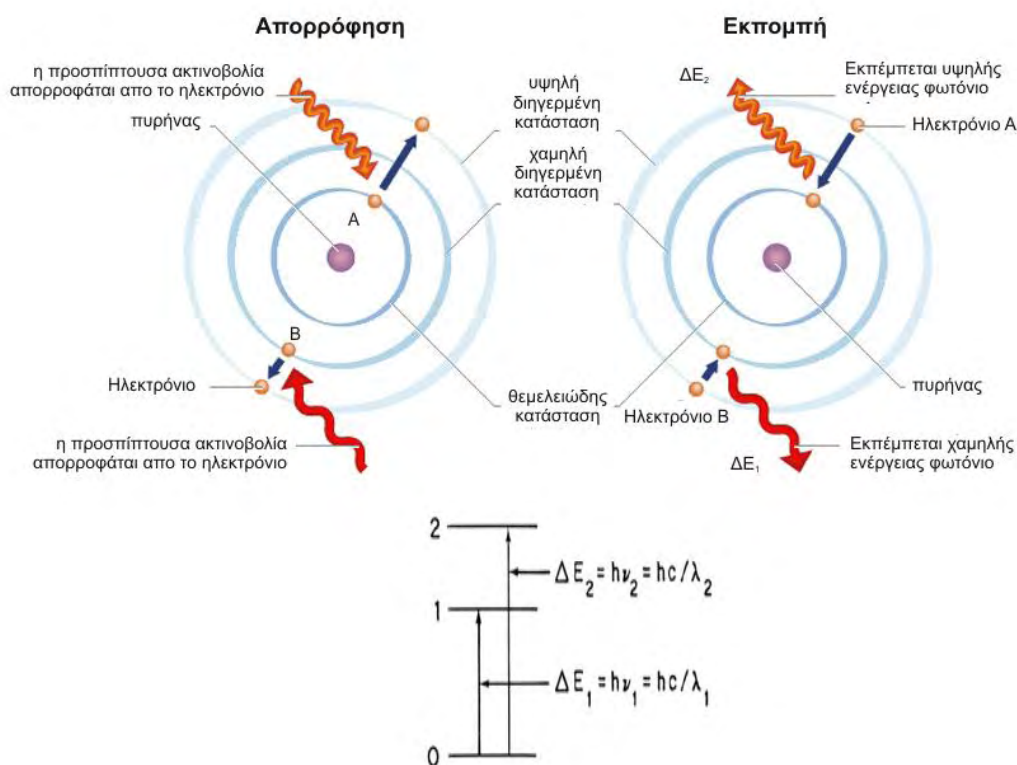 Απορρόφηση
Εκπομπή
η προσπίπτουσα ακτινοβολία
απορροφάται απο το ηλεκτρόνιο
πυρήνας
A
B
Ηλεκτρόνιο
η προσπίπτουσα ακτινοβολία
απορροφάται απο το ηλεκτρόνιο
υψηλή
διηγερμένη
κατάσταση
χαμηλή
διηγερμένη
κατάσταση
θεμελειώδης
κατάσταση
ΔE₂
Εκπέμπεται υψηλής
ενέργειας φωτόνιο
Ηλεκτρόνιο A
πυρήνας
Ηλεκτρόνιο B
ΔE₁
Εκπέμπεται χαμηλής
ενέργειας φωτόνιο
2
ΔE₂ = hν₂ = hc/λ₂
1
ΔE₁ = hν₁ = hc/λ₁
0